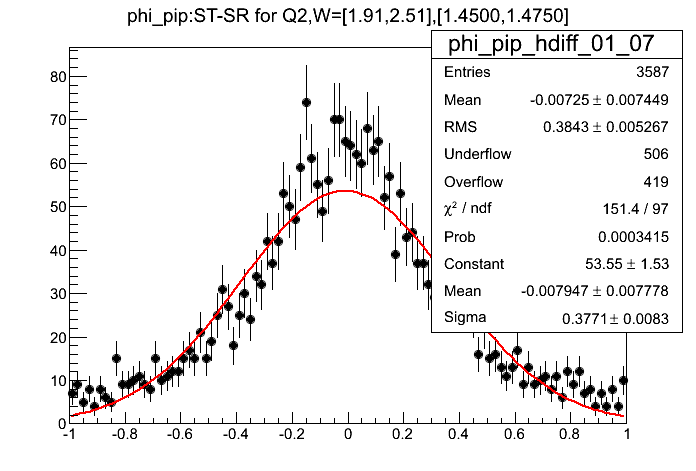 phi_pip:ST-SR for Q2,W=[1.91,2.51],[1.4500,1.4750]
phi_pip_hdiff_01_07
Entries 3587
Mean -0.00725 ± 0.007449
RMS 0.3843 ± 0.005267
Underflow 506
Overflow 419
χ² / ndf 151.4 / 97
Prob 0.0003415
Constant 53.55 ± 1.53
Mean -0.007947 ± 0.007778
Sigma 0.3771 ± 0.0083
80
70
60
50
40
30
20
10
0
-1 -0.8 -0.6 -0.4 -0.2 0 0.2 0.4 0.6 0.8 1